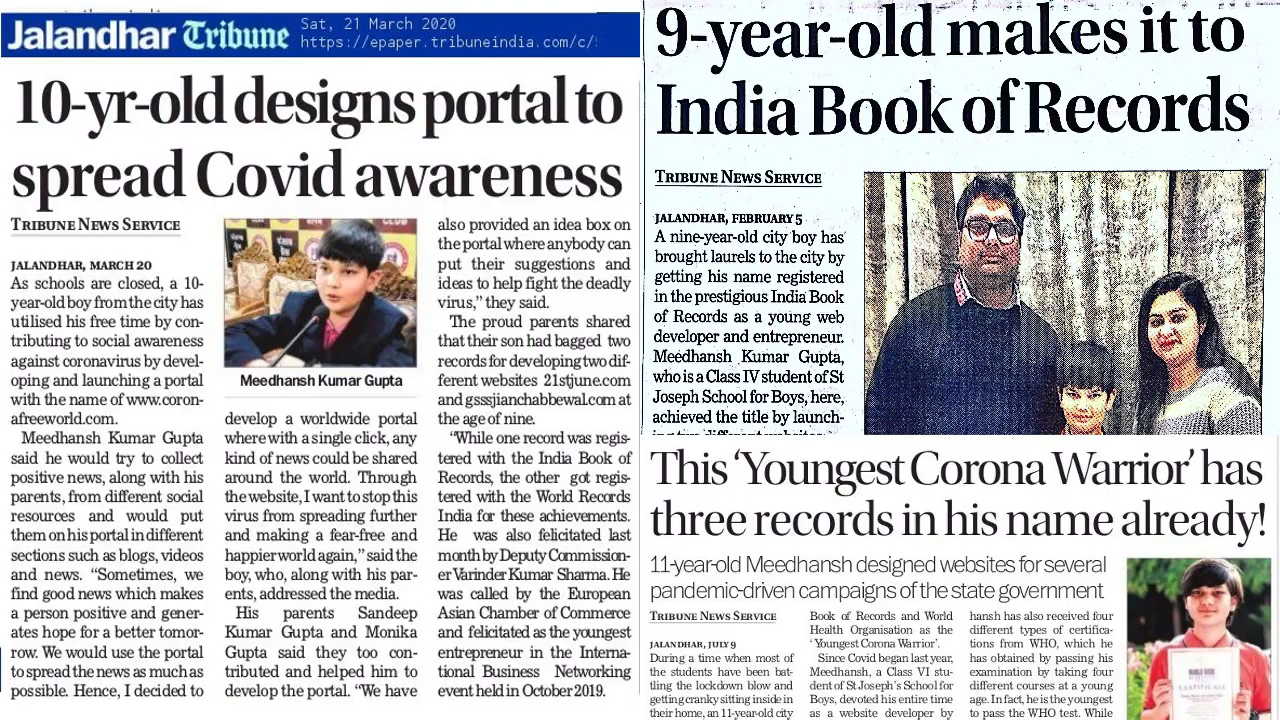 Jalandhar Tribune
Sat, 21 March 2020
https://epaper.tribuneindia.com/c/
10-yr-old designs portal to
spread Covid awareness
TRIBUNE NEWS SERVICE
JALANDHAR, MARCH 20
As schools are closed, a 10-
year-old boy from the city has
utilised his free time by con-
tributing to social awareness
against coronavirus by devel-
oping and launching a portal
with the name of www.coron-
afreeworld.com.
Meedhansh Kumar Gupta
said he would try to collect
positive news, along with his
parents, from different social
resources and would put
them on his portal in different
sections such as blogs, videos
and news. “Sometimes, we
find good news which makes
a person positive and gener-
ates hope for a better tomor-
row. We would use the portal
to spread the news as much as
possible. Hence, I decided to
Meedhansh Kumar Gupta
develop a worldwide portal
where with a single click, any
kind of news could be shared
around the world. Through
the website, I want to stop this
virus from spreading further
and making a fear-free and
happier world again,” said the
boy, who, along with his par-
ents, addressed the media.
His parents Sandeep
Kumar Gupta and Monika
Gupta said they too con-
tributed and helped him to
develop the portal. “We have
also provided an idea box on
the portal where anybody can
put their suggestions and
ideas to help fight the deadly
virus,” they said.
The proud parents shared
that their son had bagged two
records for developing two dif-
ferent websites 21stjune.com
and gsssjianchabbewal.com at
the age of nine.
“While one record was regis-
tered with the India Book of
Records, the other got regis-
tered with the World Records
India for these achievements.
He was also felicitated last
month by Deputy Commission-
er Varinder Kumar Sharma. He
was called by the European
Asian Chamber of Commerce
and felicitated as the youngest
entrepreneur in the Interna-
tional Business Networking
event held in October 2019.
9-year-old makes it to
India Book of Records
TRIBUNE NEWS SERVICE
JALANDHAR, FEBRUARY 5
A nine-year-old city boy has
brought laurels to the city by
getting his name registered
in the prestigious India Book
of Records as a young web
developer and entrepreneur.
Meedhansh Kumar Gupta,
who is a Class IV student of St
Joseph School for Boys, here,
achieved the title by launch-
ing two different websites
This ‘Youngest Corona Warrior’ has
three records in his name already!
11-year-old Meedhansh designed websites for several
pandemic-driven campaigns of the state government
TRIBUNE NEWS SERVICE
JALANDHAR, JULY 9
During a time when most of
the students have been bat-
tling the lockdown blow and
getting cranky sitting inside in
their home, an 11-year-old city
Book of Records and World
Health Organisation as the
‘Youngest Corona Warrior’.
Since Covid began last year,
Meedhansh, a Class VI stu-
dent of St Joseph’s School for
Boys, devoted his entire time
as a website developer by
hansh has also received four
different types of certifica-
tions from WHO, which he
has obtained by passing his
examination by taking four
different courses at a young
age. In fact, he is the youngest
to pass the WHO test. While